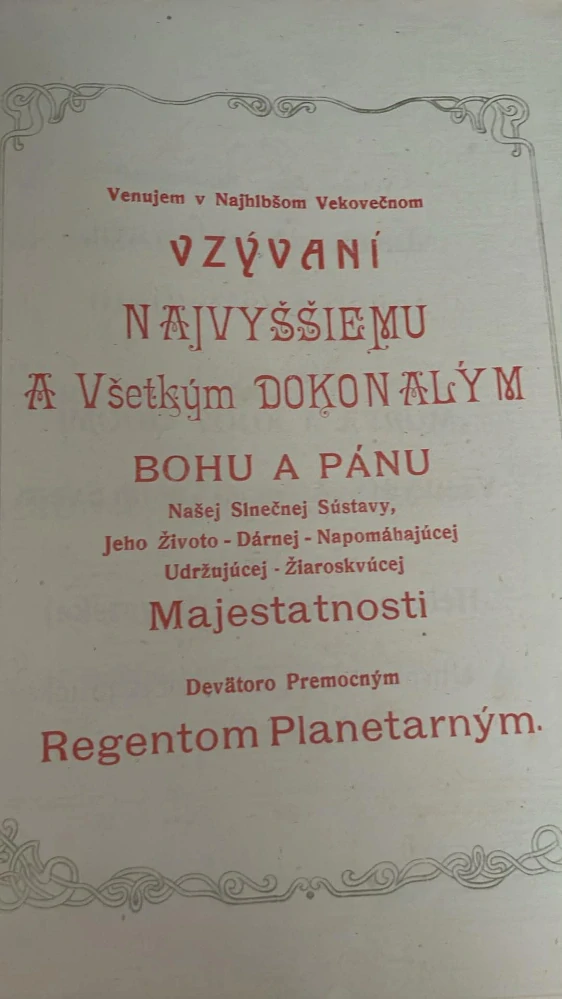 Venujem v Najhlbšom Vekovečnom
VZÝVANÍ
NAJVYŠŠIEMU
A Všetkým DOKONALÝM
BOHU A PÁNU
Našej Slnečnej Sústavy,
Jeho Životo - Dárnej - Napomáhajúcej
Udržujúcej - Žiaroskvúcej
Majestatnosti
Devätoro Premocným
Regentom Planetarným.